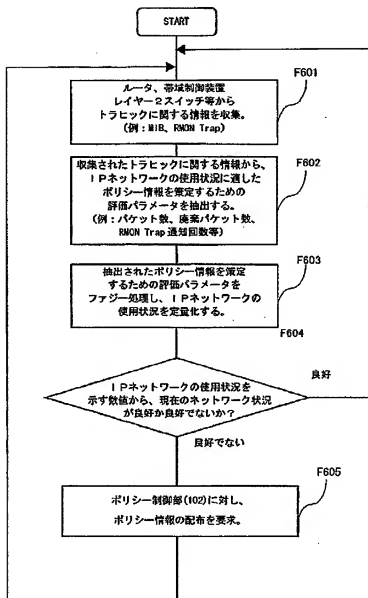 START
F601
ルータ、帯域制御装置
レイヤー2スイッチ等から
トラヒックに関する情報を収集。
(例：MIB、RMON Trap)
F602
収集されたトラヒックに関する情報から、
IPネットワークの使用状況に適した
ポリシー情報を策定するための
評価パラメータを抽出する。
(例：パケット数、廃棄パケット数、
RMON Trap 通知回数等)
F603
抽出されたポリシー情報を策定
するための評価パラメータを
ファジー処理し、IPネットワークの
使用状況を定量化する。
F604
IPネットワークの使用状況を
示す数値から、現在のネットワーク状況
が良好か良好でないか？
良好
良好でない
F605
ポリシー制御部(102)に対し、
ポリシー情報の配布を要求。